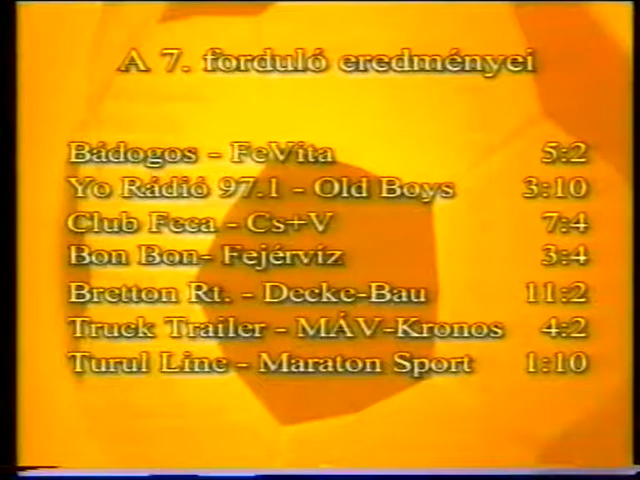 A 7. forduló eredményei
Bádogos - FeVita 5:2
Yo Rádió 97.1 - Old Boys 3:10
Club Feca - Cs+V 7:4
Bon Bon- Fejérvíz 3:4
Bretton Rt. - Decke-Bau 11:2
Truck Trailer - MÁV-Kronos 4:2
Turul Line - Maraton Sport 1:10